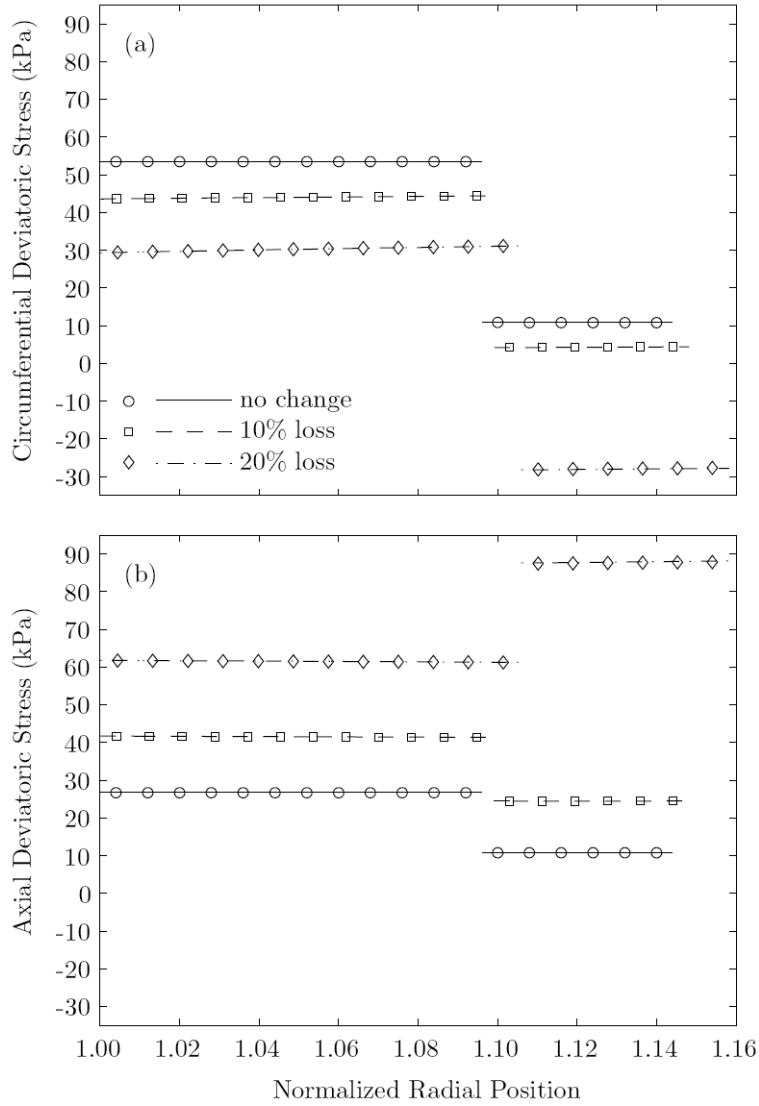 (a)
Circumferential Deviatoric Stress (kPa)
90
80
70
60
50
40
30
20
10
0
-10
-20
-30
no change
10% loss
20% loss
(b)
Axial Deviatoric Stress (kPa)
90
80
70
60
50
40
30
20
10
0
-10
-20
-30
1.00 1.02 1.04 1.06 1.08 1.10 1.12 1.14 1.16
Normalized Radial Position